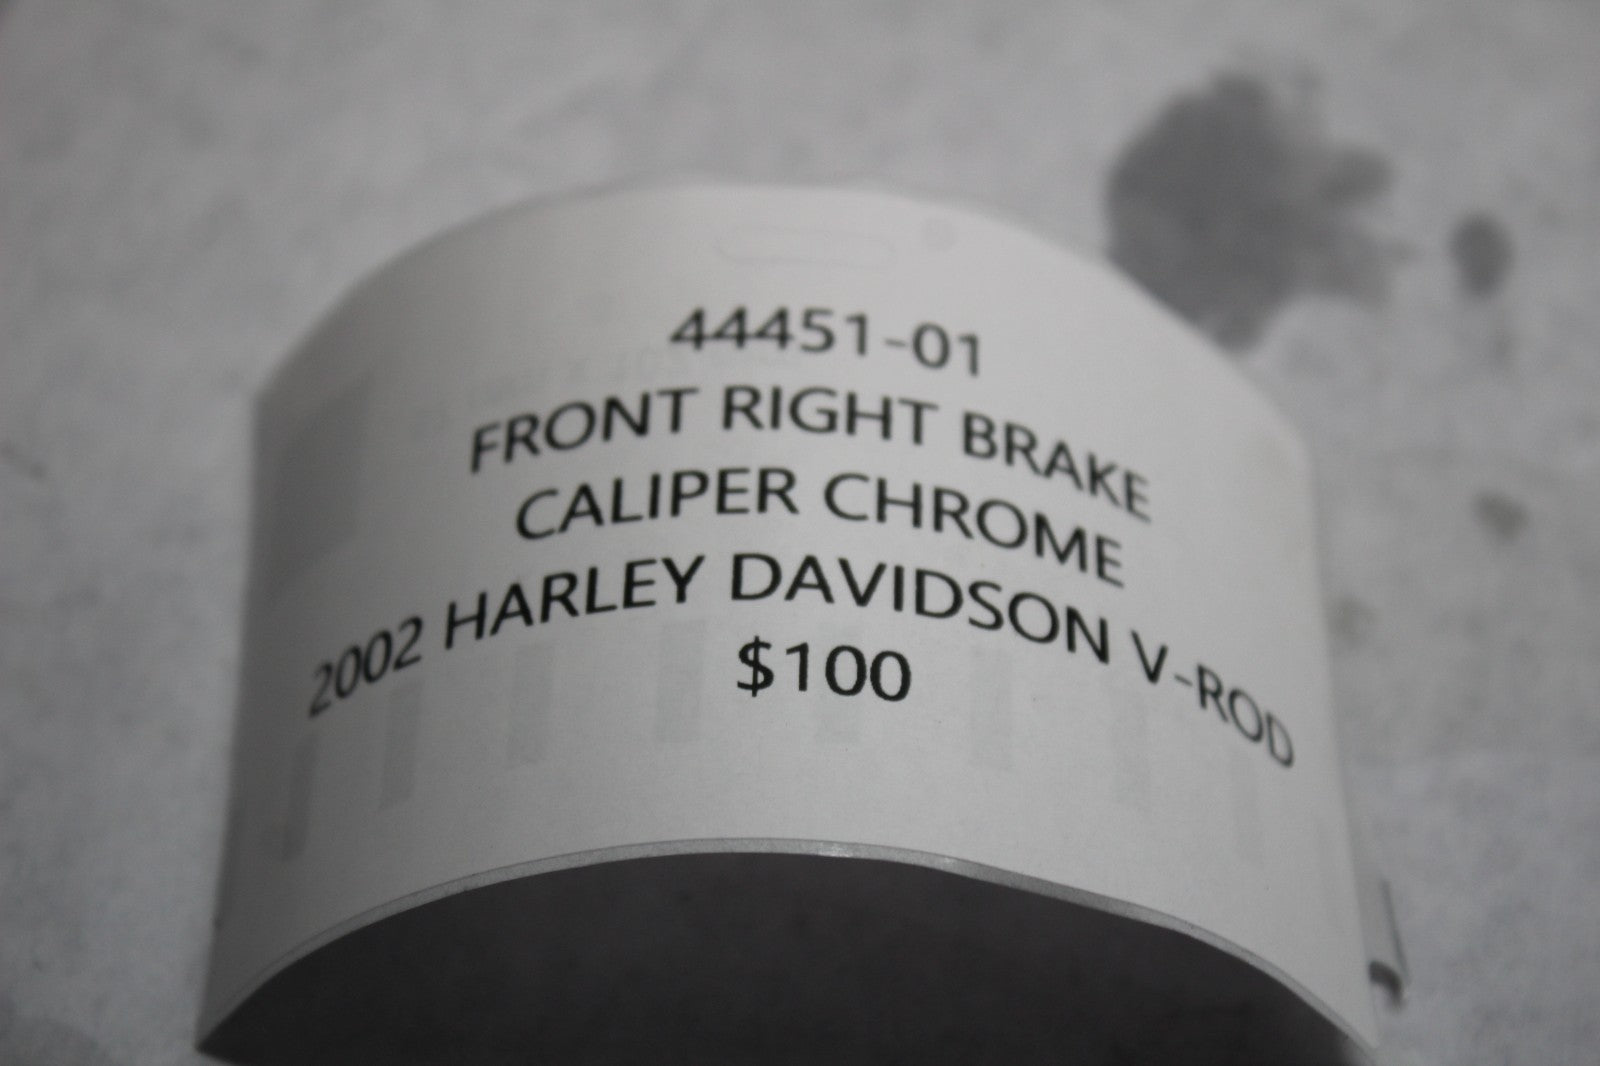 44451-01
FRONT RIGHT BRAKE
CALIPER CHROME
2002 HARLEY DAVIDSON V-ROD
$100